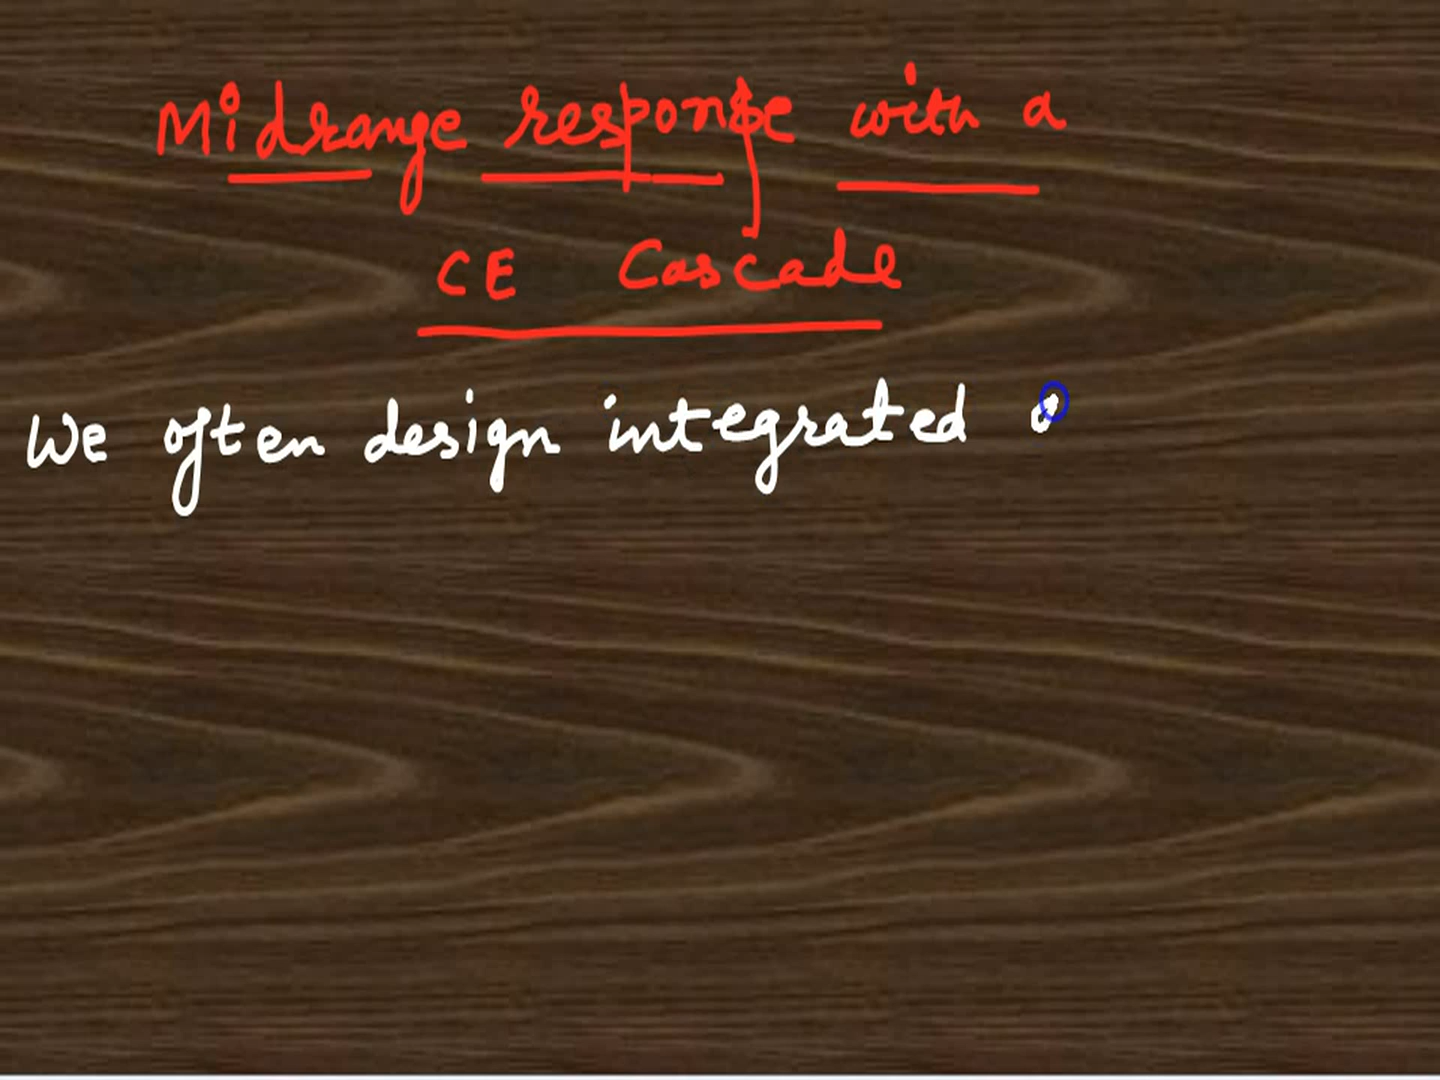 Midrange response with a
CE Cascade
We often design integrated